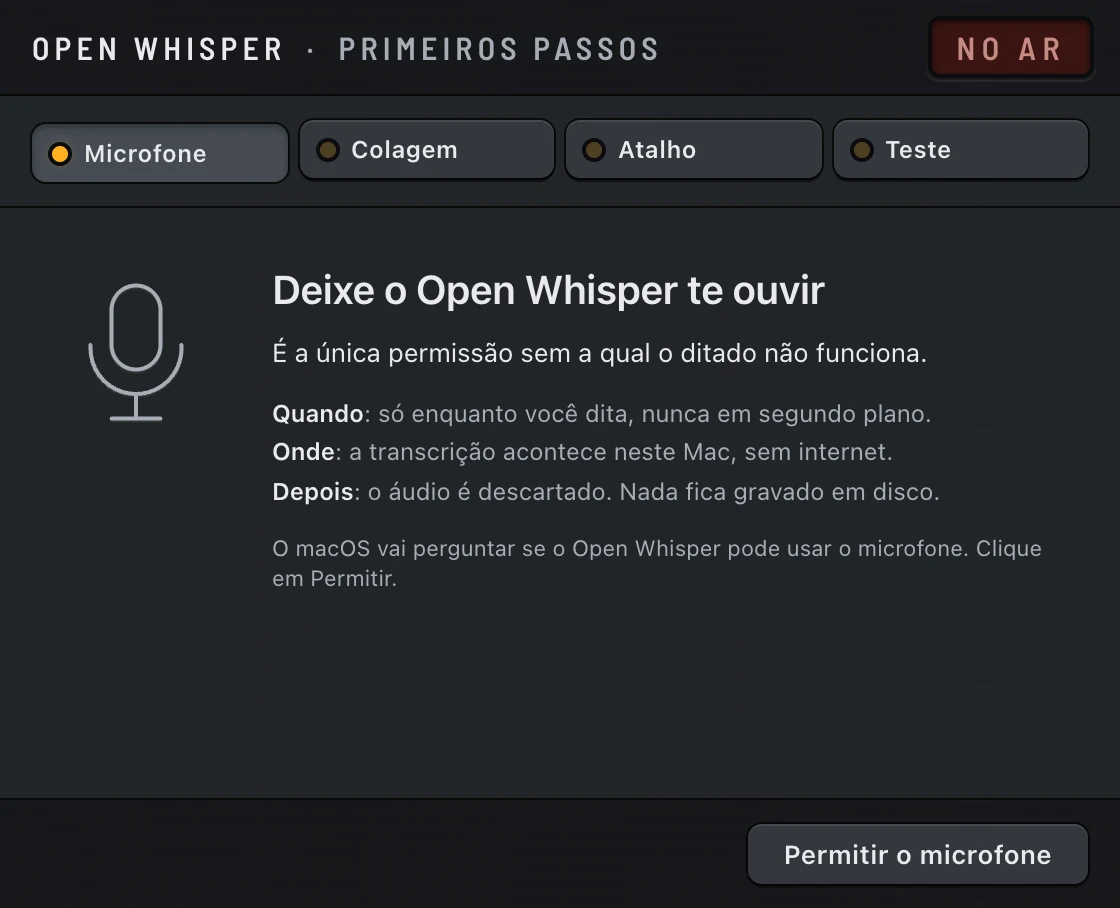 OPEN WHISPER · PRIMEIROS PASSOS
NO AR
Microfone
Colagem
Atalho
Teste
Deixe o Open Whisper te ouvir
É a única permissão sem a qual o ditado não funciona.
Quando: só enquanto você dita, nunca em segundo plano.
Onde: a transcrição acontece neste Mac, sem internet.
Depois: o áudio é descartado. Nada fica gravado em disco.
O macOS vai perguntar se o Open Whisper pode usar o microfone. Clique
em Permitir.
Permitir o microfone